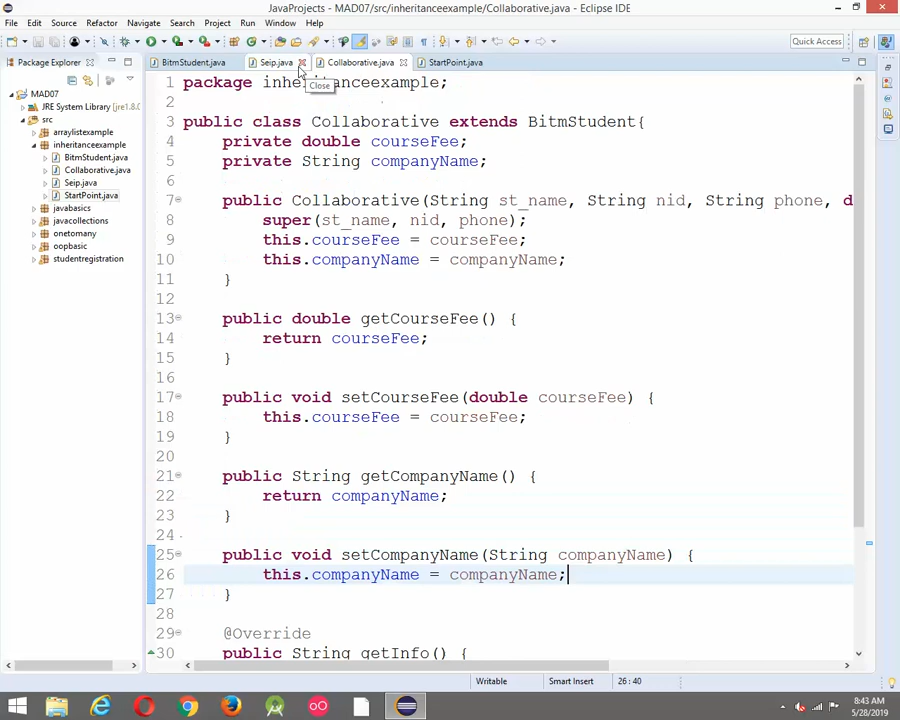 JavaProjects - MAD07/src/inheritanceexample/Collaborative.java - Eclipse IDE
File Edit Source Refactor Navigate Search Project Run Window Help
Quick Access
Package Explorer
BitmStudent.java Seip.java Collaborative.java StartPoint.java
Close
MAD07
JRE System Library [jre1.8.
src
arraylistexample
inheritanceexample
BitmStudent.java
Collaborative.java
Seip.java
StartPoint.java
javabasics
javacollections
onetomany
oopbasic
studentregistration
1 package inheritanceexample;
2
3 public class Collaborative extends BitmStudent{
4 private double courseFee;
5 private String companyName;
6
7 public Collaborative(String st_name, String nid, String phone, d
8 super(st_name, nid, phone);
9 this.courseFee = courseFee;
10 this.companyName = companyName;
11 }
12
13 public double getCourseFee() {
14 return courseFee;
15 }
16
17 public void setCourseFee(double courseFee) {
18 this.courseFee = courseFee;
19 }
20
21 public String getCompanyName() {
22 return companyName;
23 }
24
25 public void setCompanyName(String companyName) {
26 this.companyName = companyName;
27 }
28
29 @Override
30 public String getInfo() {
Writable Smart Insert 26 : 40
8:43 AM
5/28/2019